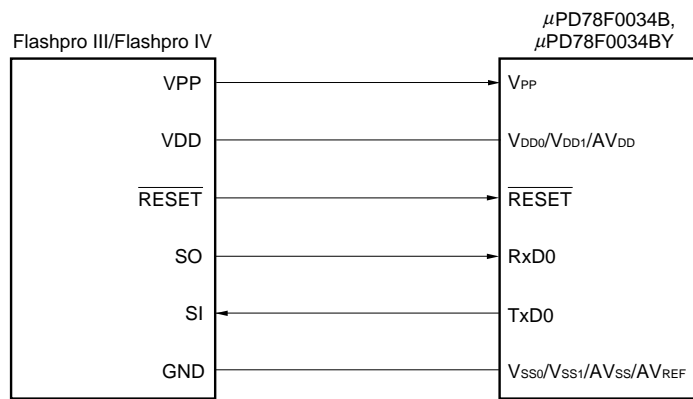 μPD78F0034B,
Flashpro III/Flashpro IV μPD78F0034BY
VPP VPP
VDD VDD0/VDD1/AVDD
RESET RESET
SO RxD0
SI TxD0
GND VSS0/VSS1/AVSS/AVREF